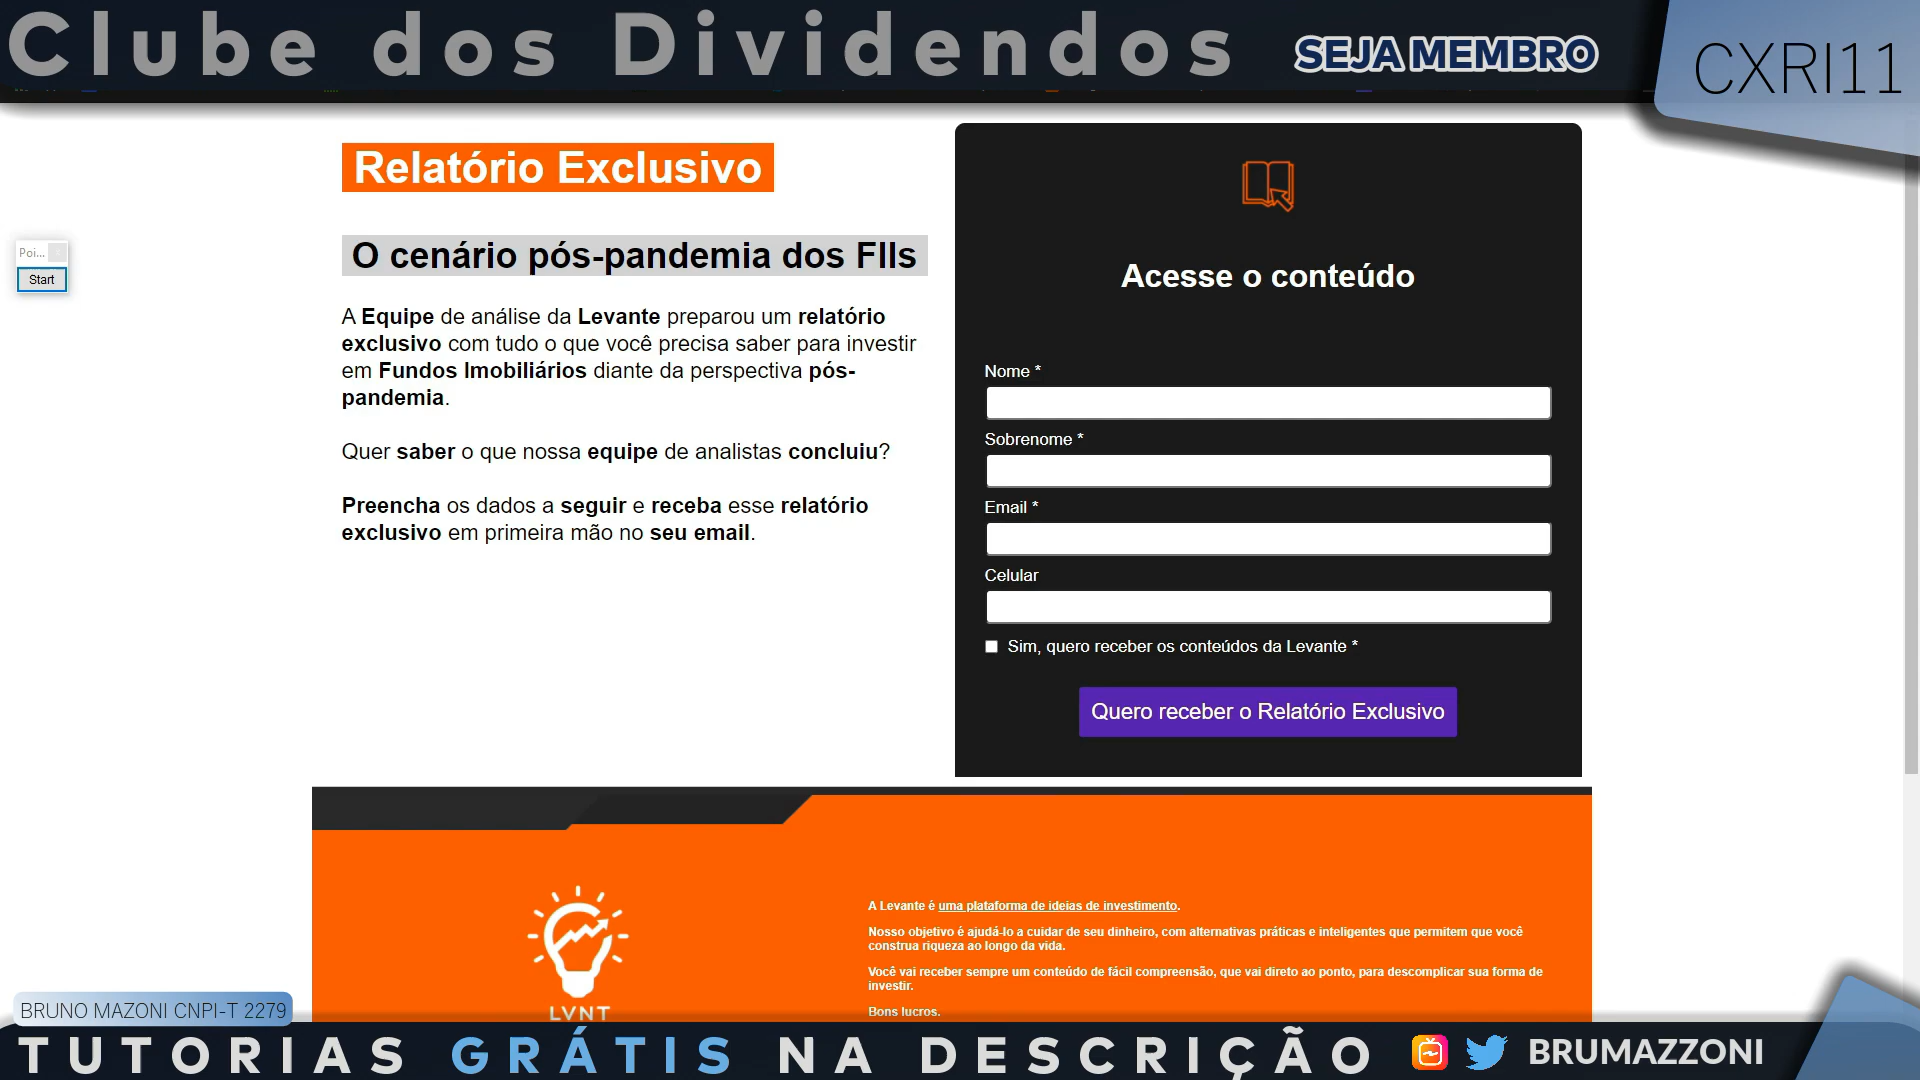 Clube dos Dividendos
SEJA MEMBRO
CXRI11
Relatório Exclusivo
O cenário pós-pandemia dos FIIs
A Equipe de análise da Levante preparou um relatório
exclusivo com tudo o que você precisa saber para investir
em Fundos Imobiliários diante da perspectiva pós-
pandemia.
Quer saber o que nossa equipe de analistas concluiu?
Preencha os dados a seguir e receba esse relatório
exclusivo em primeira mão no seu email.
Poi...
Start
Acesse o conteúdo
Nome *
Sobrenome *
Email *
Celular
Sim, quero receber os conteúdos da Levante *
Quero receber o Relatório Exclusivo
LVNT
A Levante é uma plataforma de ideias de investimento.
Nosso objetivo é ajudá-lo a cuidar de seu dinheiro, com alternativas práticas e inteligentes que permitem que você
construa riqueza ao longo da vida.
Você vai receber sempre um conteúdo de fácil compreensão, que vai direto ao ponto, para descomplicar sua forma de
investir.
Bons lucros.
BRUNO MAZONI CNPI-T 2279
TUTORIAS GRÁTIS NA DESCRIÇÃO
BRUMAZZONI